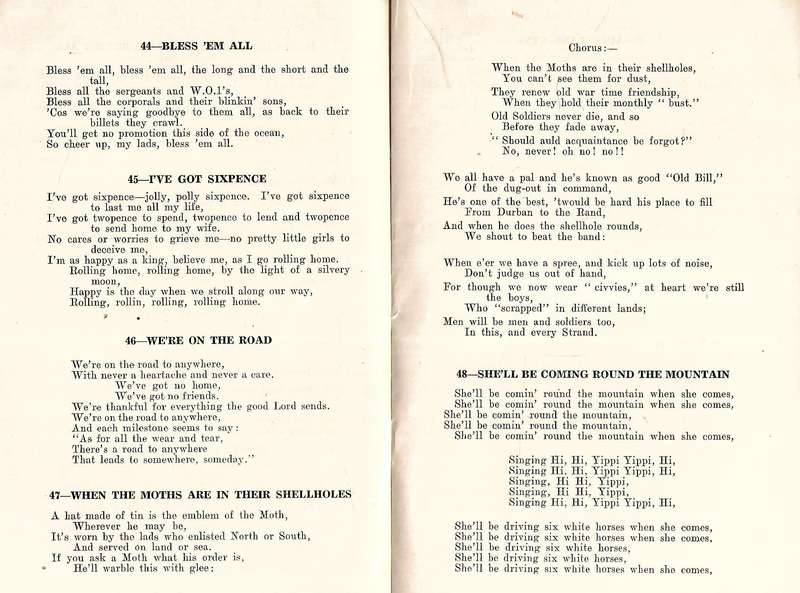 44—BLESS 'EM ALL
Bless 'em all, bless 'em all, the long and the short and the
tall,
Bless all the sergeants and W.O.1's,
Bless all the corporals and their blinkin' sons,
'Cos we're saying goodbye to them all, as back to their
billets they crawl.
You'll get no promotion this side of the ocean,
So cheer up, my lads, bless 'em all.
45—I'VE GOT SIXPENCE
I've got sixpence—jolly, polly sixpence. I've got sixpence
to last me all my life,
I've got twopence to spend, twopence to lend and twopence
to send home to my wife.
No cares or worries to grieve me—no pretty little girls to
deceive me,
I'm as happy as a king, believe me, as I go rolling home.
Rolling home, rolling home, by the light of a silvery
moon,
Happy is the day when we stroll along our way,
Rolling, rollin, rolling, rolling home.
46—WE'RE ON THE ROAD
We're on the road to anywhere,
With never a heartache and never a care.
We've got no home,
We've got no friends.
We're thankful for everything the good Lord sends.
We're on the road to anywhere,
And each milestone seems to say:
"As for all the wear and tear,
There's a road to anywhere
That leads to somewhere, someday."
47—WHEN THE MOTHS ARE IN THEIR SHELLHOLES
A hat made of tin is the emblem of the Moth,
Wherever he may be,
It's worn by the lads who enlisted North or South,
And served on land or sea.
If you ask a Moth what his order is,
He'll warble this with glee:
Chorus:—
When the Moths are in their shellholes,
You can't see them for dust,
They renew old war time friendship,
When they hold their monthly "bust."
Old Soldiers never die, and so
Before they fade away,
"Should auld acquaintance be forgot?"
No, never! oh no! no!!
We all have a pal and he's known as good "Old Bill,"
Of the dug-out in command,
He's one of the best, 'twould be hard his place to fill
From Durban to the Rand,
And when he does the shellhole rounds,
We shout to beat the band:
When e'er we have a spree, and kick up lots of noise,
Don't judge us out of hand,
For though we now wear "civvies," at heart we're still
the boys,
Who "scrapped" in different lands;
Men will be men and soldiers too,
In this, and every Strand.
48—SHE'LL BE COMING ROUND THE MOUNTAIN
She'll be comin' round the mountain when she comes,
She'll be comin' round the mountain when she comes,
She'll be comin' round the mountain,
She'll be comin' round the mountain,
She'll be comin' round the mountain when she comes,
Singing Hi, Hi, Yippi Yippi, Hi,
Singing Hi. Hi. Yippi Yippi, Hi,
Singing, Hi Hi, Yippi,
Singing, Hi Hi, Yippi,
Singing Hi, Hi, Yippi Yippi, Hi,
She'll be driving six white horses when she comes,
She'll be driving six white horses when she comes.
She'll be driving six white horses,
She'll be driving six white horses,
She'll be driving six white horses when she comes,